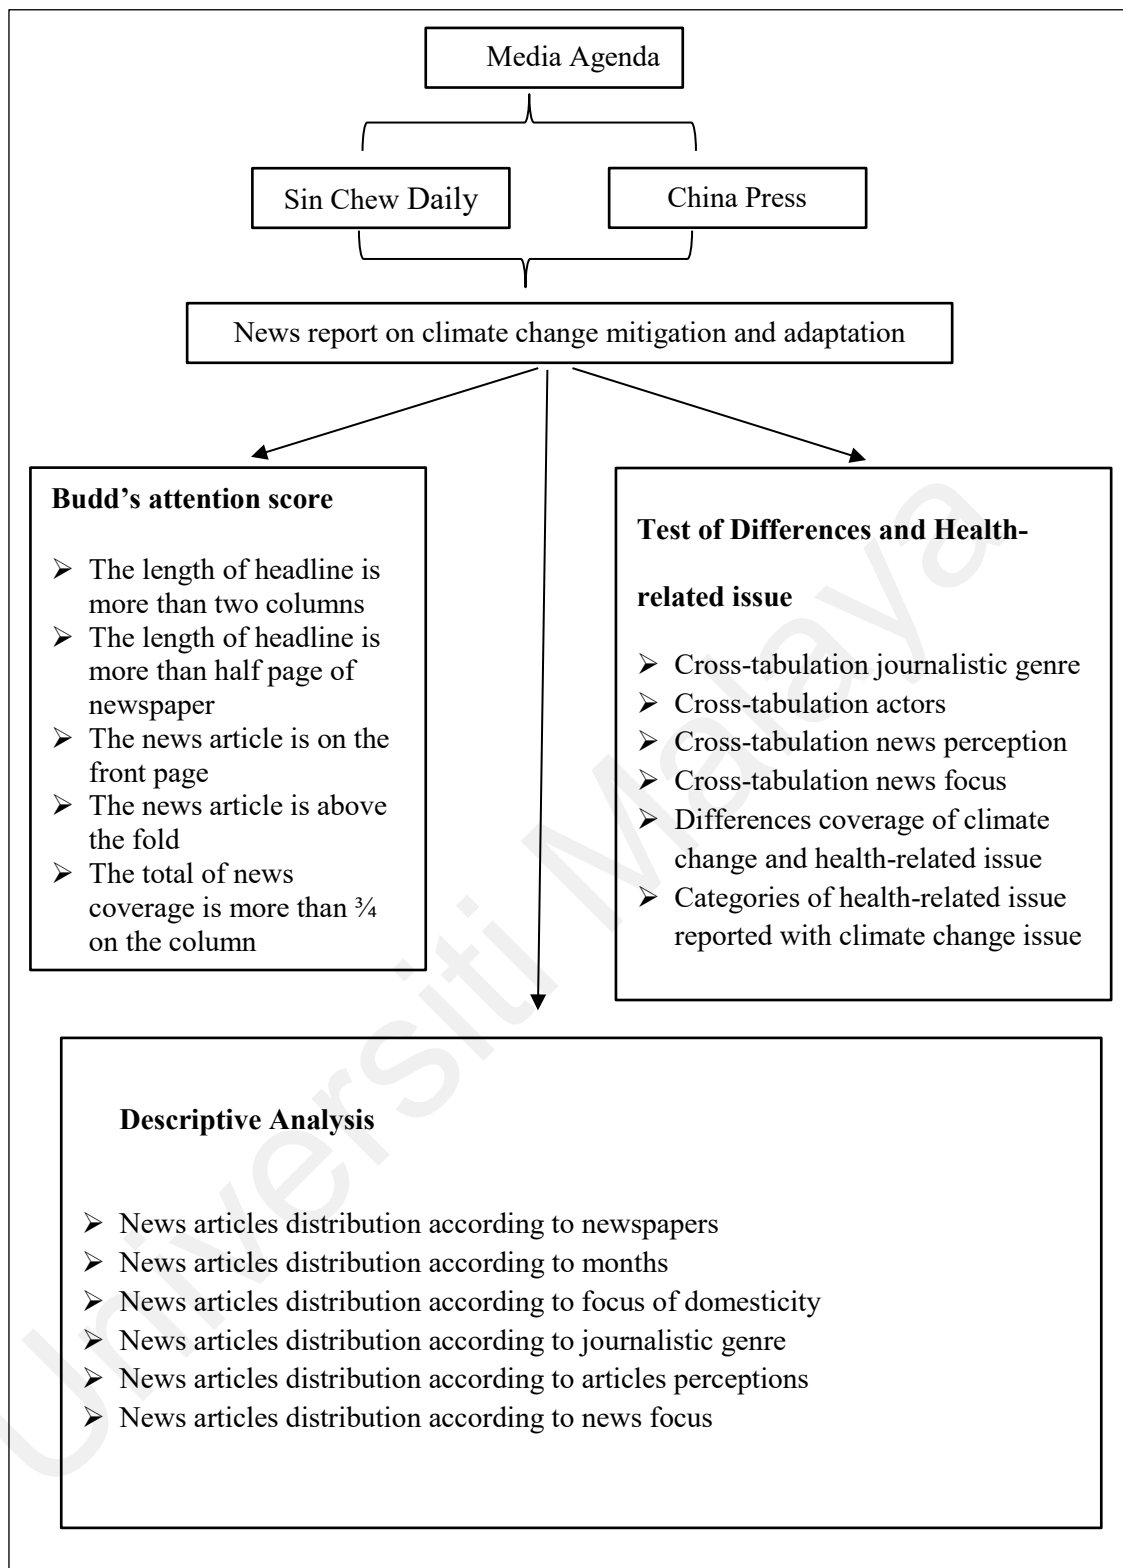 Media Agenda
Sin Chew Daily
China Press
News report on climate change mitigation and adaptation
Budd’s attention score
➢ The length of headline is
more than two columns
➢ The length of headline is
more than half page of
newspaper
➢ The news article is on the
front page
➢ The news article is above
the fold
➢ The total of news
coverage is more than ¾
on the column
Test of Differences and Health-
related issue
➢ Cross-tabulation journalistic genre
➢ Cross-tabulation actors
➢ Cross-tabulation news perception
➢ Cross-tabulation news focus
➢ Differences coverage of climate
change and health-related issue
➢ Categories of health-related issue
reported with climate change issue
Descriptive Analysis
➢ News articles distribution according to newspapers
➢ News articles distribution according to months
➢ News articles distribution according to focus of domesticity
➢ News articles distribution according to journalistic genre
➢ News articles distribution according to articles perceptions
➢ News articles distribution according to news focus
Universiti Malaya